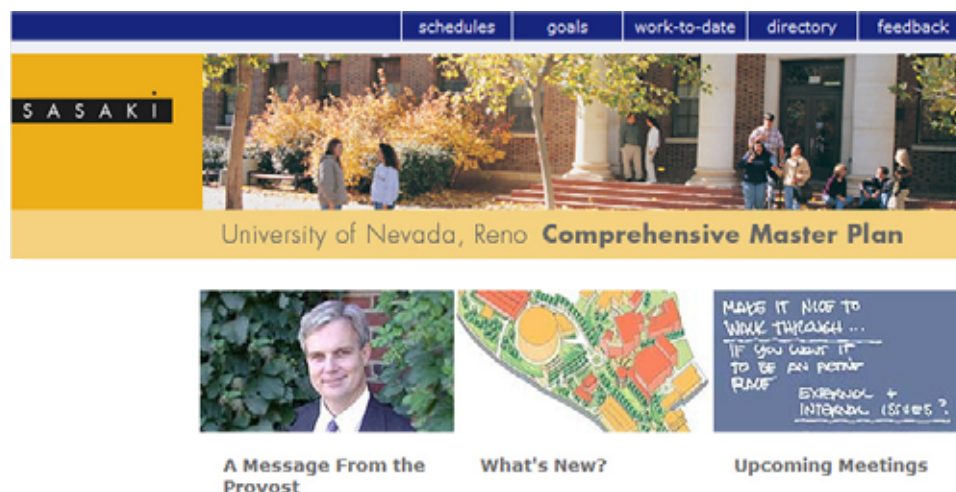 schedules goals work-to-date directory feedback
SASAKI
University of Nevada, Reno Comprehensive Master Plan
MAKE IT NICE TO
WALK THROUGH ...
IF YOU WANT IT
TO BE AN
EXTERNAL +
INTERNAL ISSUES?
A Message From the
Provost
What's New?
Upcoming Meetings